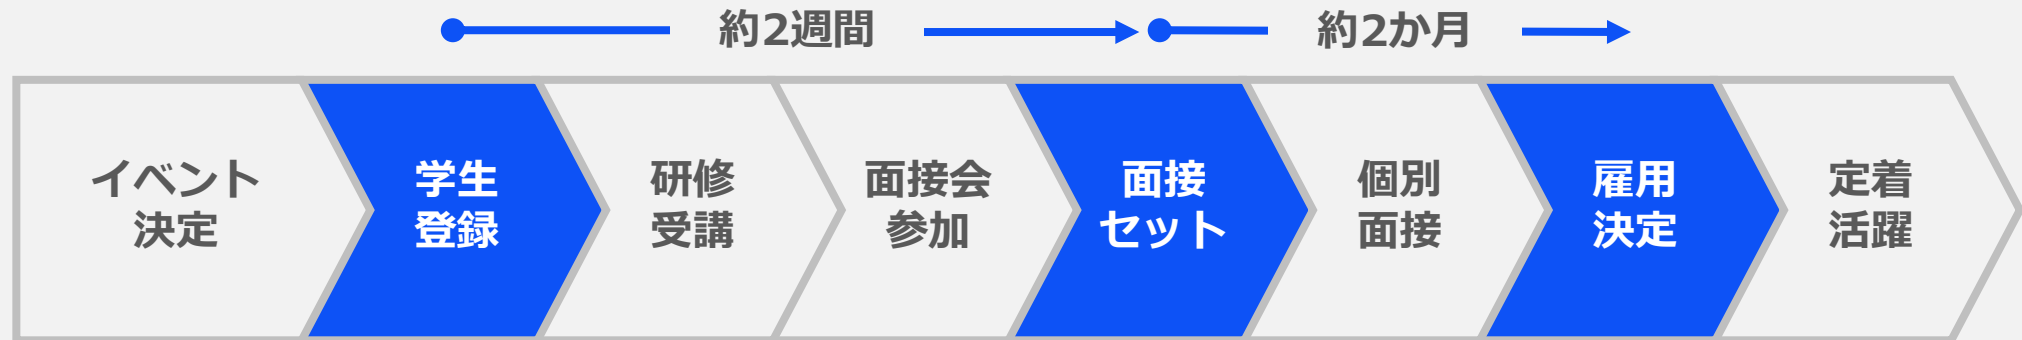 約2週間
約2か月
イベント
決定
学生
登録
研修
受講
面接会
参加
面接
セット
個別
面接
雇用
決定
定着
活躍